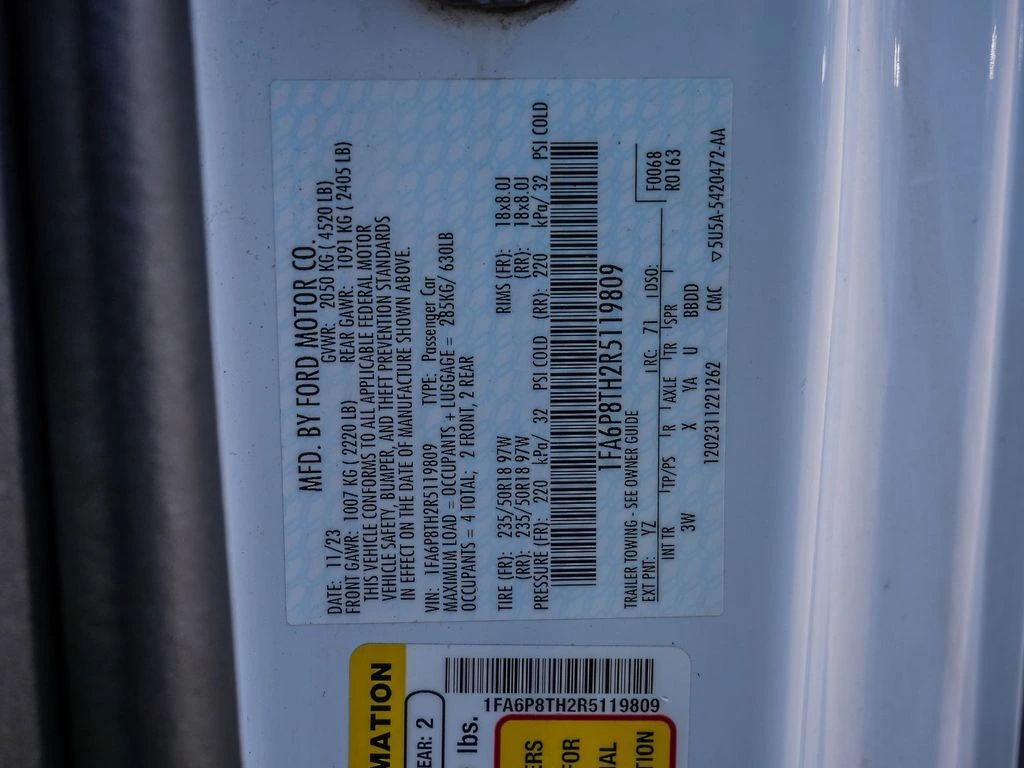 MFD. BY FORD MOTOR CO.
DATE: 11/23 GVWR: 2050 KG ( 4520 LB)
FRONT GAWR: 1007 KG ( 2220 LB) REAR GAWR: 1091 KG ( 2405 LB)
THIS VEHICLE CONFORMS TO ALL APPLICABLE FEDERAL MOTOR
VEHICLE SAFETY, BUMPER, AND THEFT PREVENTION STANDARDS
IN EFFECT ON THE DATE OF MANUFACTURE SHOWN ABOVE.
VIN: 1FA6P8TH2R5119809 TYPE: Passenger Car
MAXIMUM LOAD = OCCUPANTS + LUGGAGE = 285KG/ 630LB
OCCUPANTS = 4 TOTAL; 2 FRONT, 2 REAR
TIRE (FR): 235/50R18 97W RIMS (FR): 18x8.0J
(RR): 235/50R18 97W (RR): 18x8.0J
PRESSURE (FR): 220 kPa/ 32 PSI COLD (RR): 220 kPa/ 32 PSI COLD
1FA6P8TH2R5119809
TRAILER TOWING - SEE OWNER GUIDE F0068
EXT PNT: YZ RC: 71 DSO: R0163
INT TR TP/PS R AXLE TR SPR
3W X YA U BBDD
120231121262 CMC ▽5U5A-5420472-AA
1FA6P8TH2R5119809
MATION
EAR: 2
lbs.
ERS
FOR
AL
ION